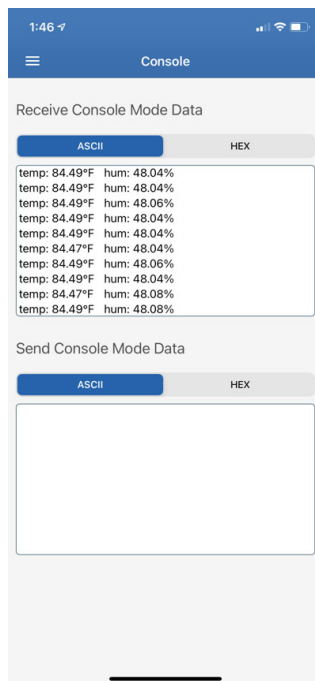 1:46
Console
Receive Console Mode Data
ASCII HEX
temp: 84.49°F hum: 48.04%
temp: 84.49°F hum: 48.04%
temp: 84.49°F hum: 48.06%
temp: 84.49°F hum: 48.04%
temp: 84.49°F hum: 48.04%
temp: 84.47°F hum: 48.04%
temp: 84.49°F hum: 48.06%
temp: 84.49°F hum: 48.04%
temp: 84.47°F hum: 48.08%
temp: 84.49°F hum: 48.08%
Send Console Mode Data
ASCII HEX